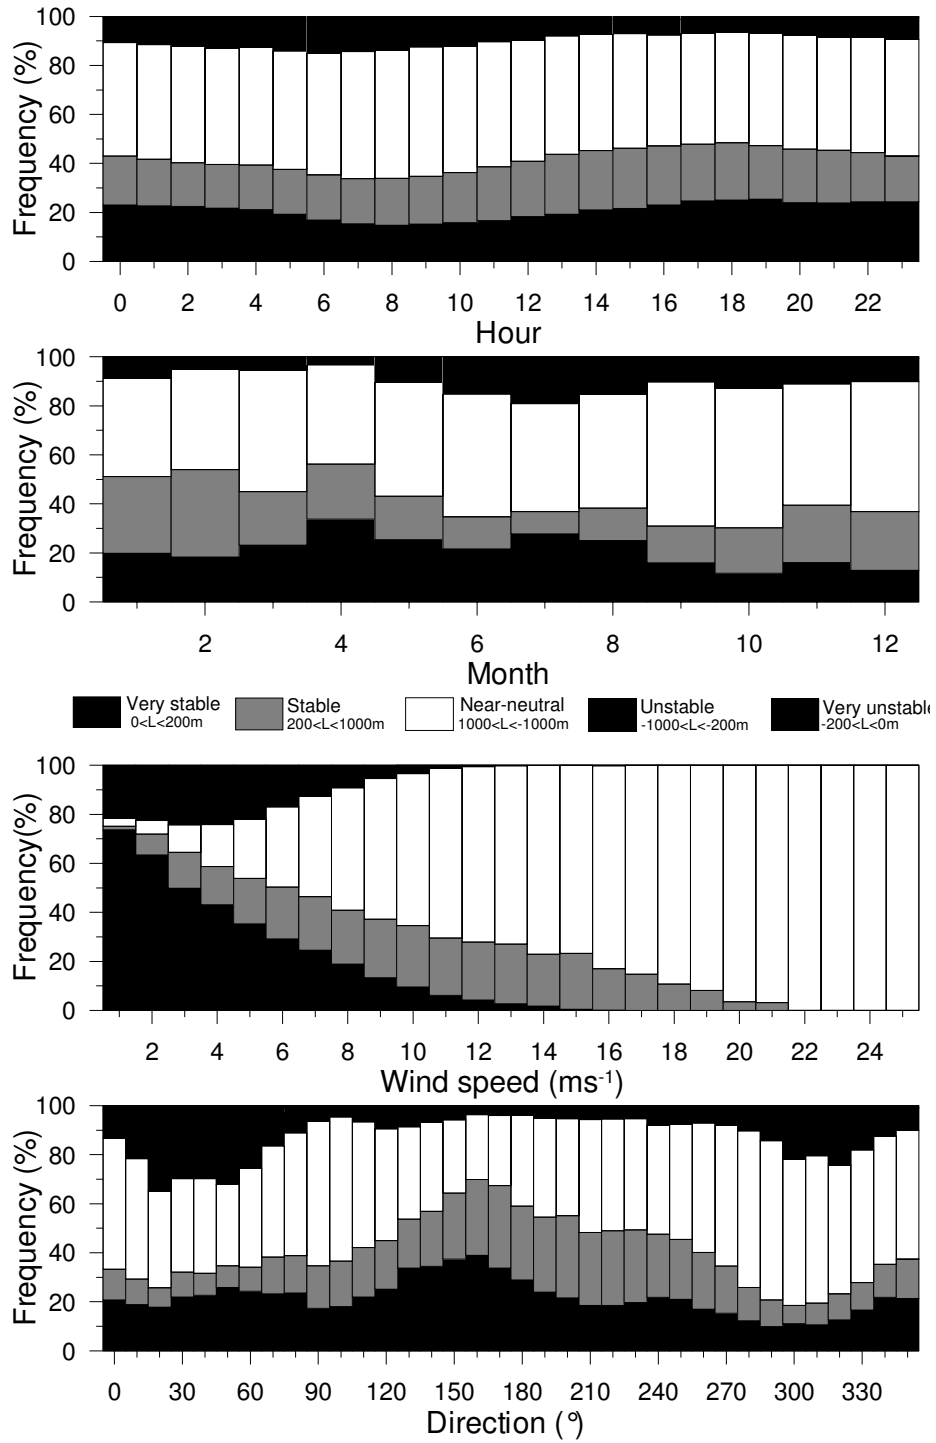 100
80
60
40
20
0
Frequency (%)
0 2 4 6 8 10 12 14 16 18 20 22
Hour
100
80
60
40
20
0
Frequency (%)
2 4 6 8 10 12
Month
Very stable Stable Near-neutral Unstable Very unstable
0<L<200m 200<L<1000m 1000<L<-1000m -1000<L<-200m -200<L<0m
100
80
60
40
20
0
Frequency(%)
2 4 6 8 10 12 14 16 18 20 22 24
Wind speed (ms-1)
100
80
60
40
20
0
Frequency (%)
0 30 60 90 120 150 180 210 240 270 300 330
Direction (°)